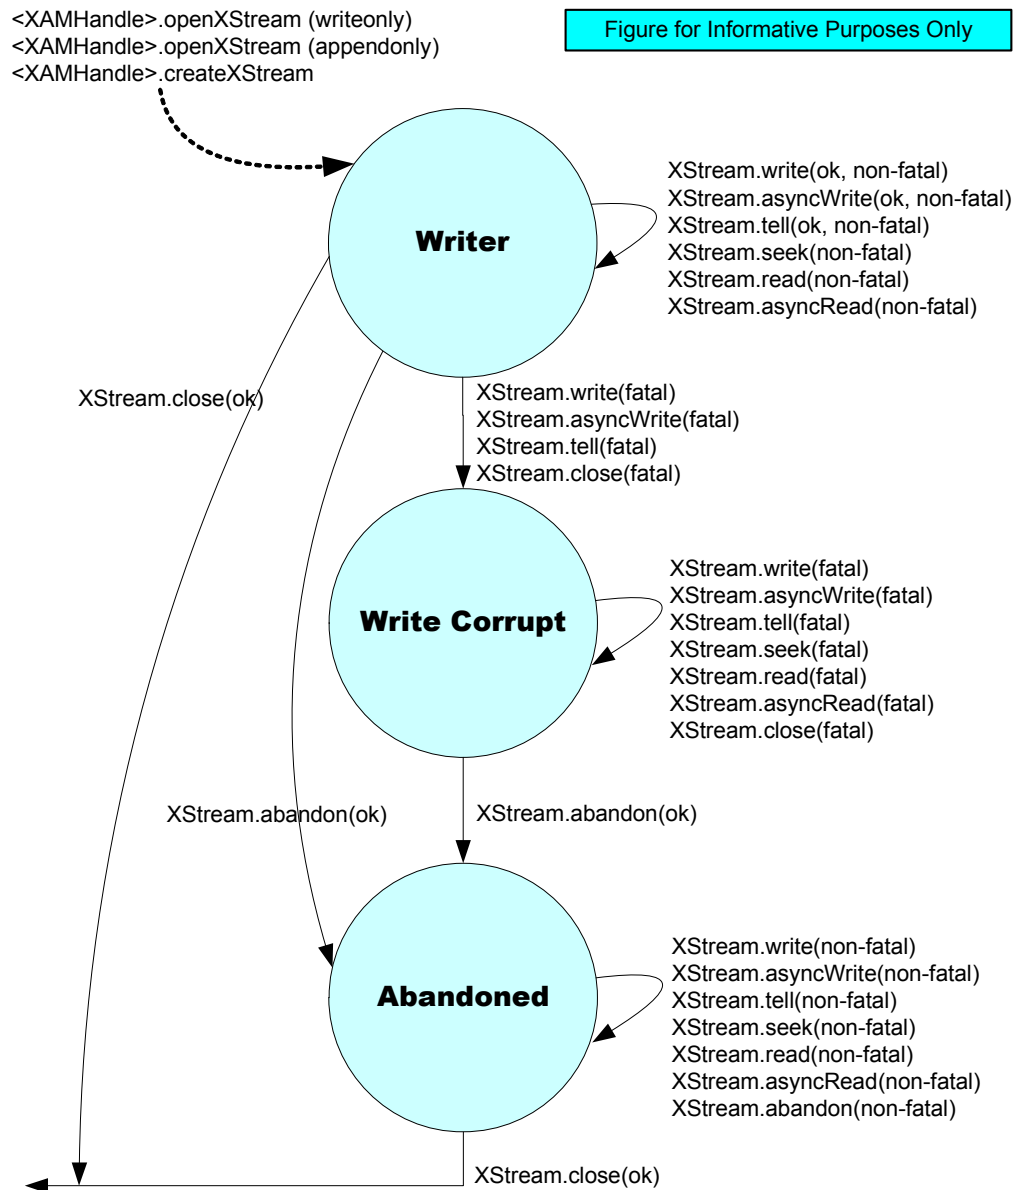 <XAMHandle>.openXStream (writeonly)
<XAMHandle>.openXStream (appendonly)
<XAMHandle>.createXStream
Figure for Informative Purposes Only
Writer
XStream.write(ok, non-fatal)
XStream.asyncWrite(ok, non-fatal)
XStream.tell(ok, non-fatal)
XStream.seek(non-fatal)
XStream.read(non-fatal)
XStream.asyncRead(non-fatal)
XStream.close(ok)
XStream.write(fatal)
XStream.asyncWrite(fatal)
XStream.tell(fatal)
XStream.close(fatal)
Write Corrupt
XStream.write(fatal)
XStream.asyncWrite(fatal)
XStream.tell(fatal)
XStream.seek(fatal)
XStream.read(fatal)
XStream.asyncRead(fatal)
XStream.close(fatal)
XStream.abandon(ok)
XStream.abandon(ok)
Abandoned
XStream.write(non-fatal)
XStream.asyncWrite(non-fatal)
XStream.tell(non-fatal)
XStream.seek(non-fatal)
XStream.read(non-fatal)
XStream.asyncRead(non-fatal)
XStream.abandon(non-fatal)
XStream.close(ok)